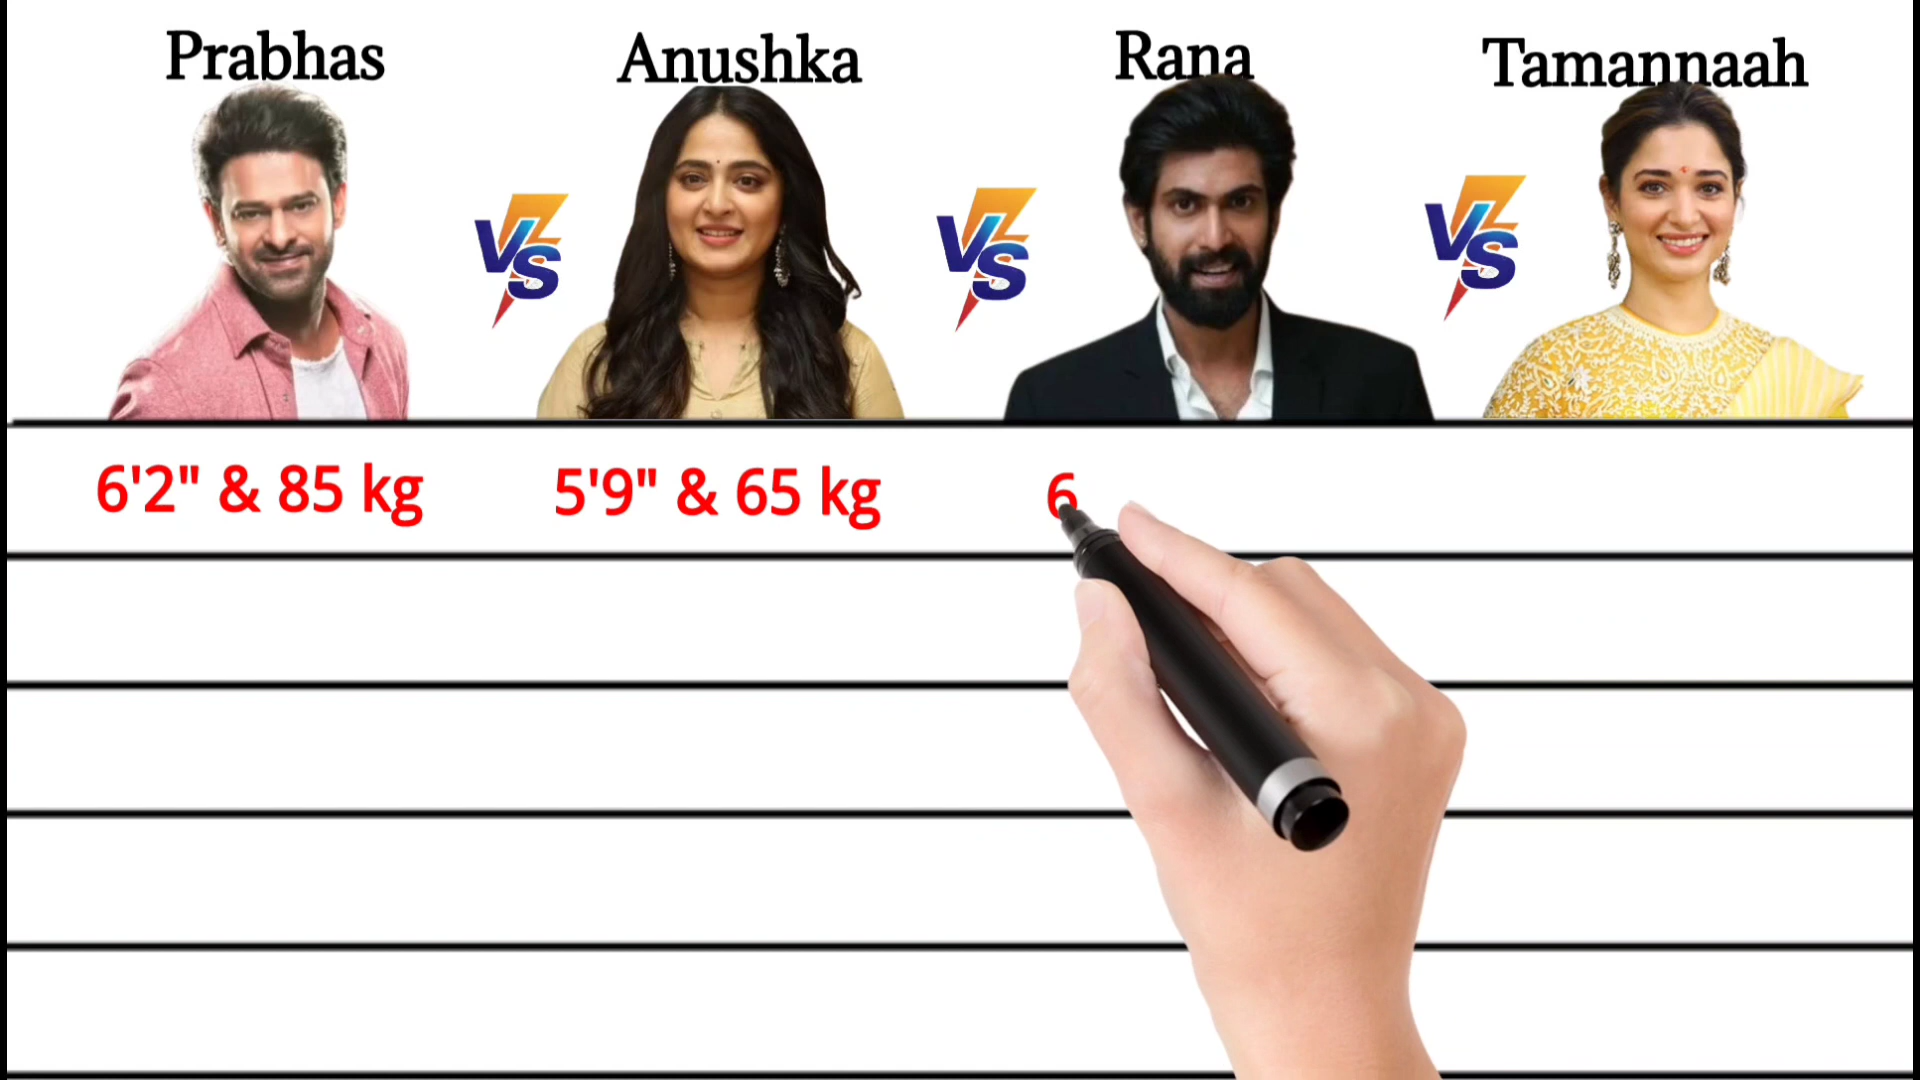 Prabhas Anushka Rana Tamannaah
VS VS VS
6'2" & 85 kg 5'9" & 65 kg 6